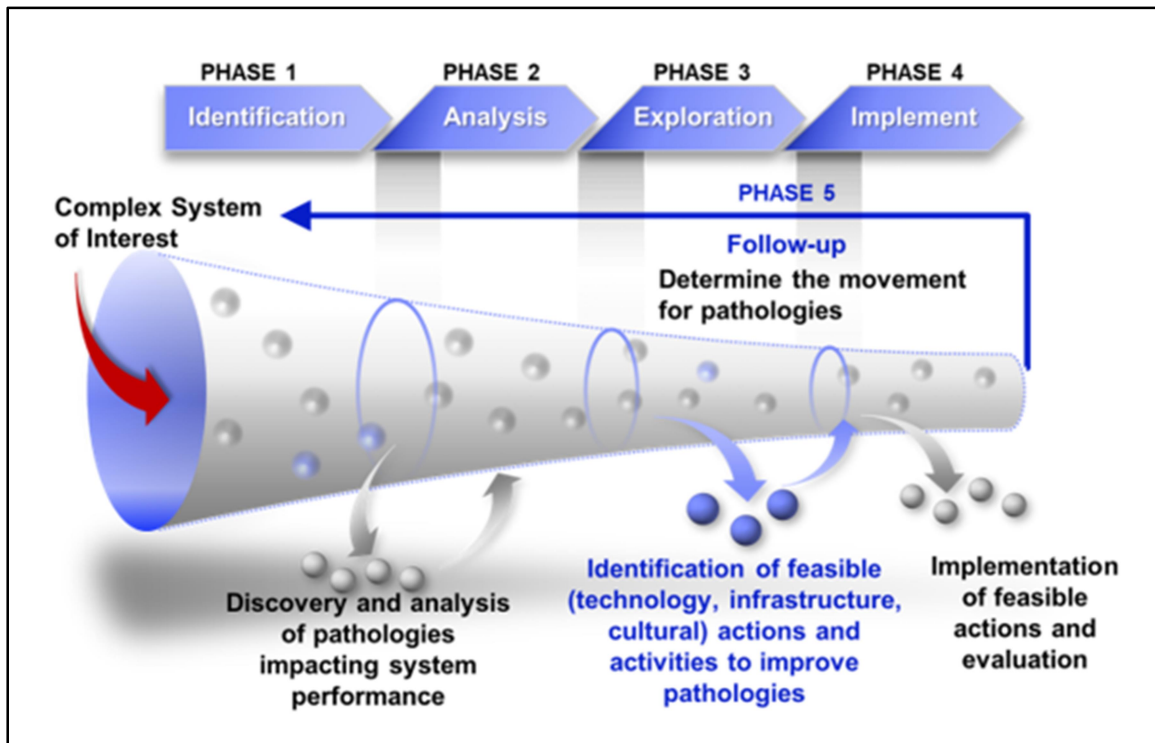 PHASE 1
PHASE 2
PHASE 3
PHASE 4
Identification
Analysis
Exploration
Implement
PHASE 5
Complex System
of Interest
Follow-up
Determine the movement
for pathologies
Discovery and analysis
of pathologies
impacting system
performance
Identification of feasible
(technology, infrastructure,
cultural) actions and
activities to improve
pathologies
Implementation
of feasible
actions and
evaluation